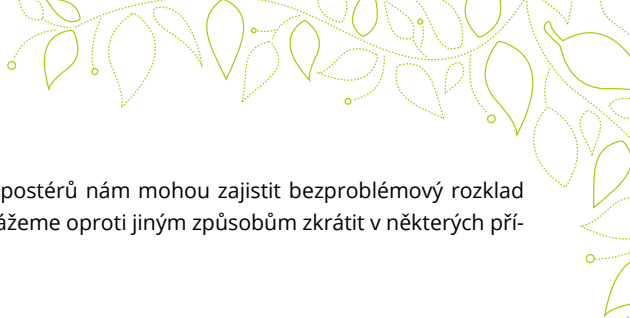 postérů nám mohou zajistit bezproblémový rozklad
ážeme oproti jiným způsobům zkrátit v některých pří-